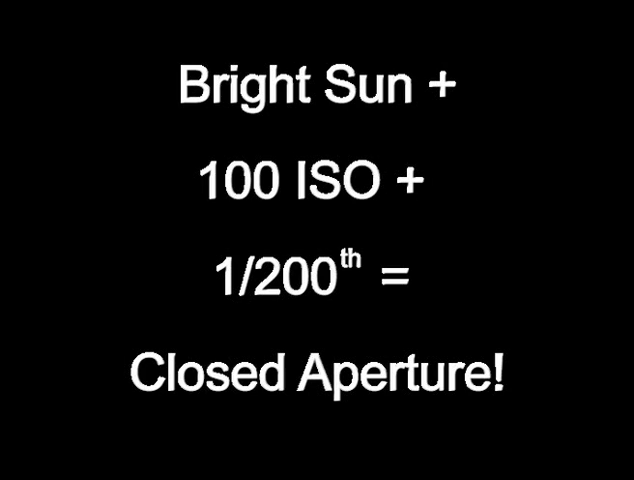 Bright Sun +
100 ISO +
1/200th =
Closed Aperture!